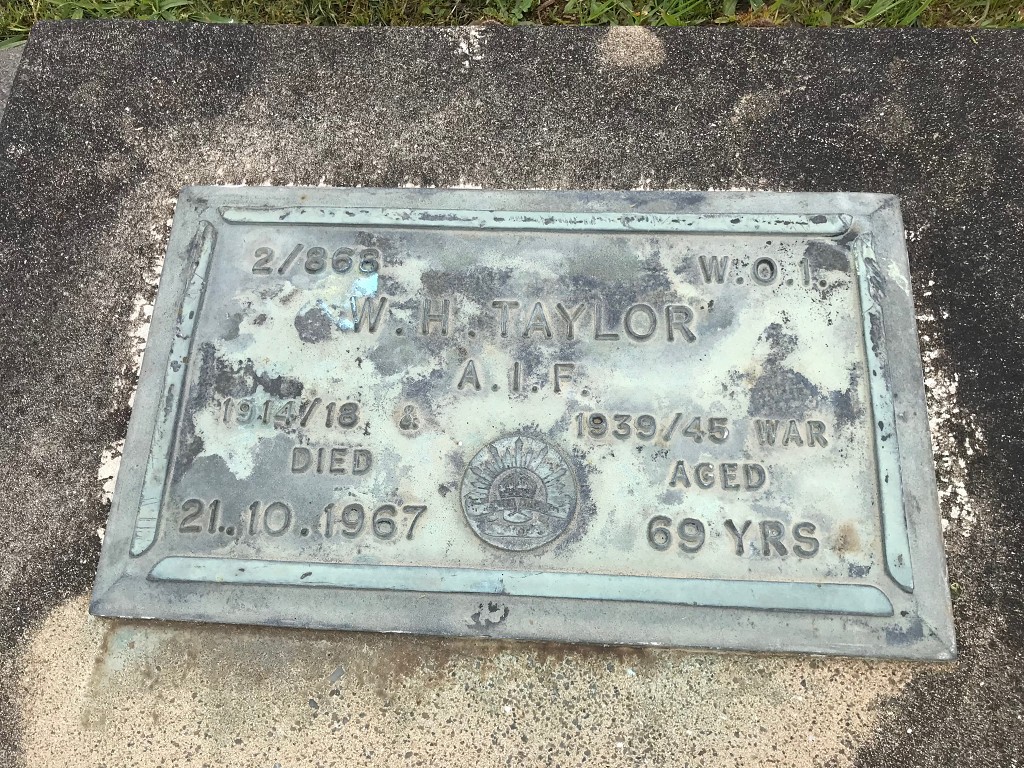 2/868 W.O.1.
W. H. TAYLOR
A.I.F.
1914/18 & 1939/45 WAR
DIED AGED
21..10..1967 69 YRS